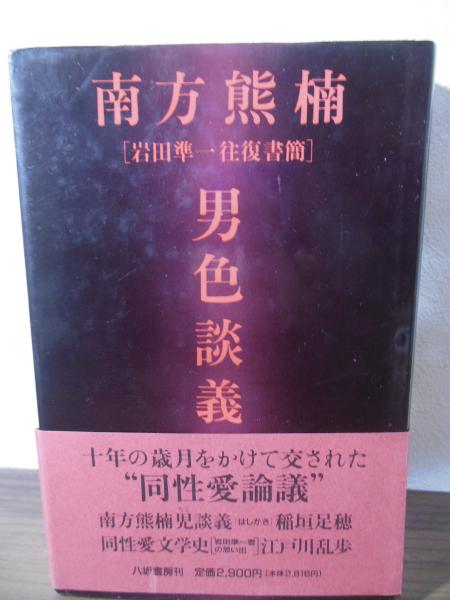 南方熊楠
[岩田準一往復書簡]
男色談義
十年の歳月をかけて交された
“同性愛論議”
南方熊楠児談義[はしがき]稲垣足穂
同性愛文学史[岩田準一君の思い出]江戸川乱歩
八坂書房刊 定価2,900円(本体2,816円)